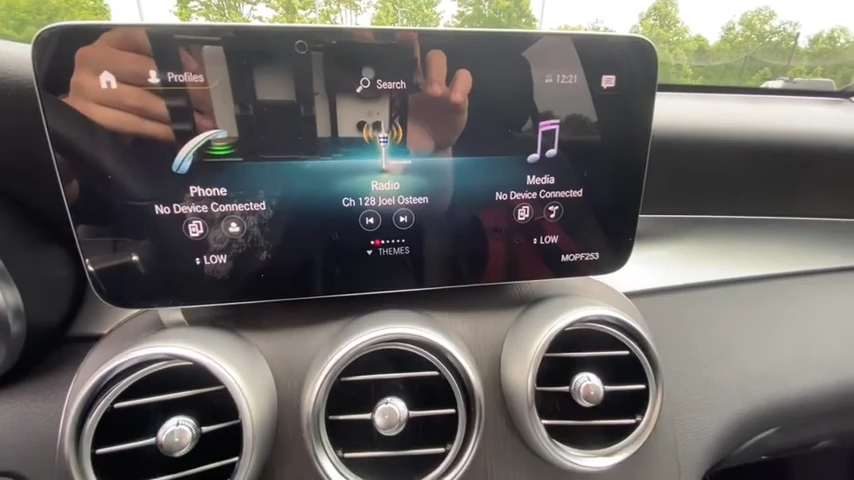 Profiles
Search
12:21
Phone
No Device Connected
Radio
Ch 128 Joel Osteen
Media
No Device Connected
LOW
THEMES
LOW
MOPF253